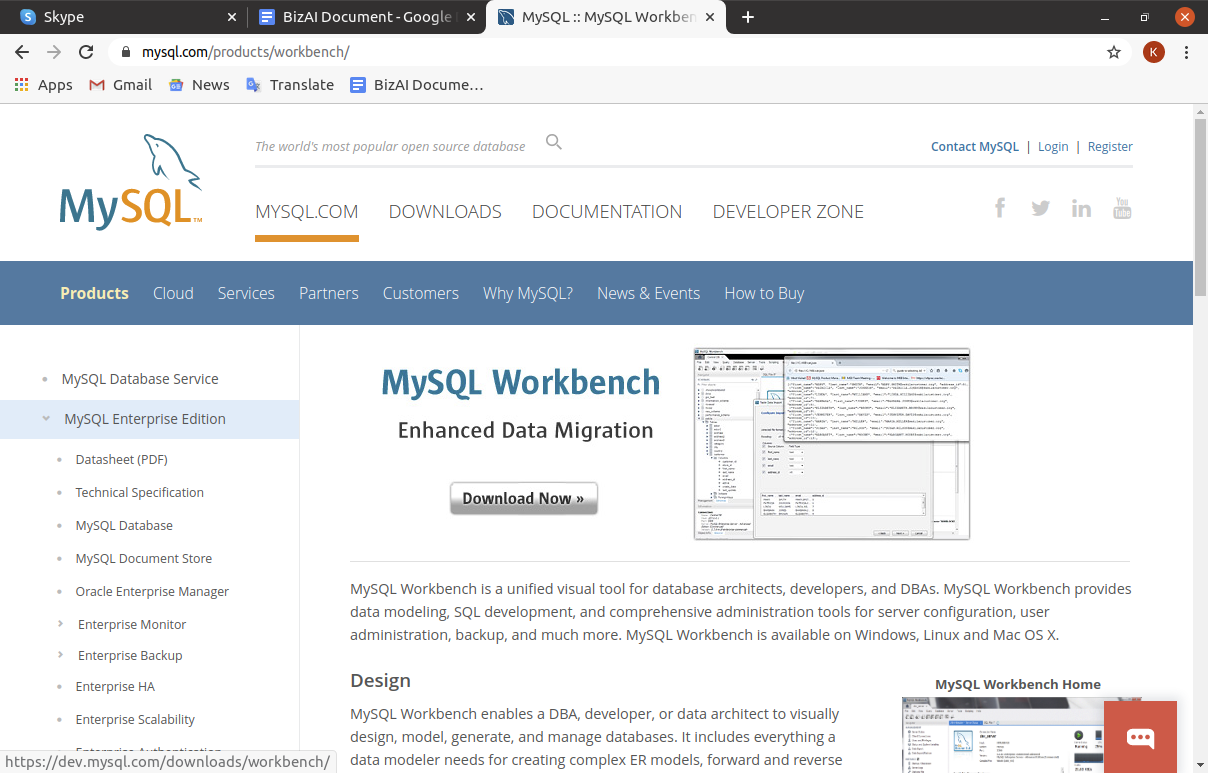 Skype
BizAI Document - Google
MySQL :: MySQL Workben
mysql.com/products/workbench/
K
Apps
Gmail
News
Translate
BizAI Docume…
MySQL™
The world's most popular open source database
Contact MySQL | Login | Register
MYSQL.COM
DOWNLOADS
DOCUMENTATION
DEVELOPER ZONE
You Tube
Products
Cloud
Services
Partners
Customers
Why MySQL?
News & Events
How to Buy
MySQL Database Service
MySQL Enterprise Edition
Datasheet (PDF)
Technical Specification
MySQL Database
MySQL Document Store
Oracle Enterprise Manager
Enterprise Monitor
Enterprise Backup
Enterprise HA
Enterprise Scalability
https://dev.mysql.com/downloads/workbench
MySQL Workbench
Enhanced Data Migration
Download Now »
MySQL Workbench is a unified visual tool for database architects, developers, and DBAs. MySQL Workbench provides
data modeling, SQL development, and comprehensive administration tools for server configuration, user
administration, backup, and much more. MySQL Workbench is available on Windows, Linux and Mac OS X.
Design
MySQL Workbench enables a DBA, developer, or data architect to visually
design, model, generate, and manage databases. It includes everything a
data modeler needs for creating complex ER models, forward and reverse
MySQL Workbench Home